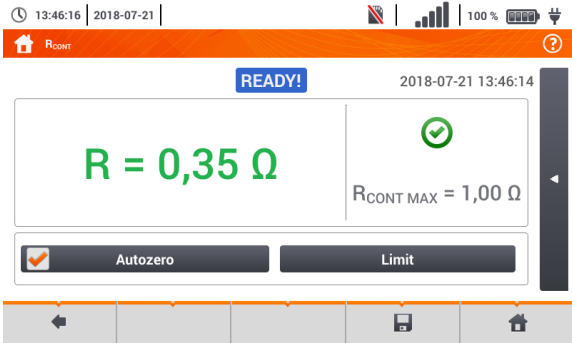 13:46:16 2018-07-21 100 %
RCONT ?
READY! 2018-07-21 13:46:14
R = 0,35 Ω
RCONT MAX = 1,00 Ω
Autozero Limit